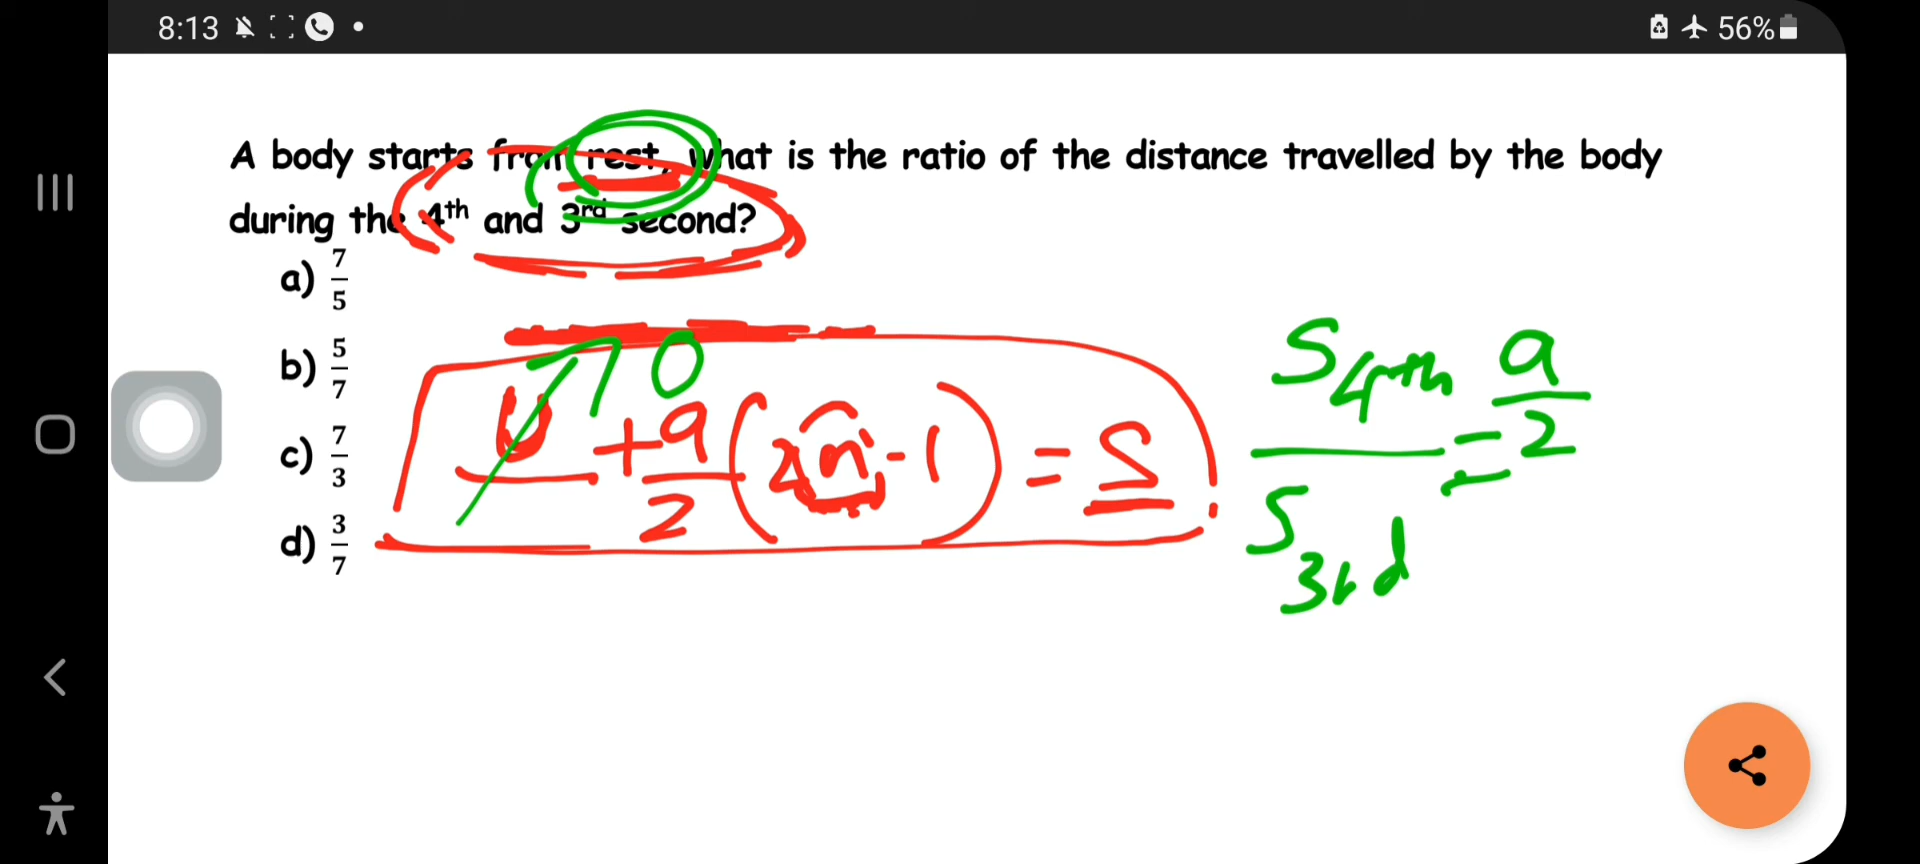 8:13
56%
A body starts from rest, what is the ratio of the distance travelled by the body
during the 4th and 3rd second?
a) 7/5
b) 5/7
c) 7/3
d) 3/7
0
u + a/2 (2n - 1) = S
S4th / S3rd = a/2